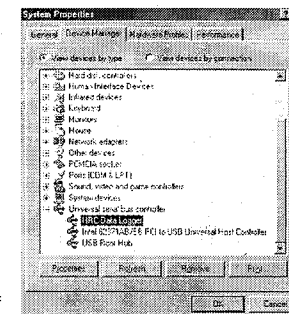 System Properties
General Device Manager Hardware Profiles Performance
View devices by type View devices by connection
Hard disk controllers
Human Interface Devices
Infrared devices
Keyboard
Monitors
Mouse
Network adapters
Other devices
PCMCIA socket
Ports (COM & LPT)
Sound, video and game controllers
System devices
Universal serial bus controller
HRC Data Logger
Intel 82371AB/EB PCI to USB Universal Host Controller
USB Root Hub
Properties Refresh Remove Print...
OK Cancel